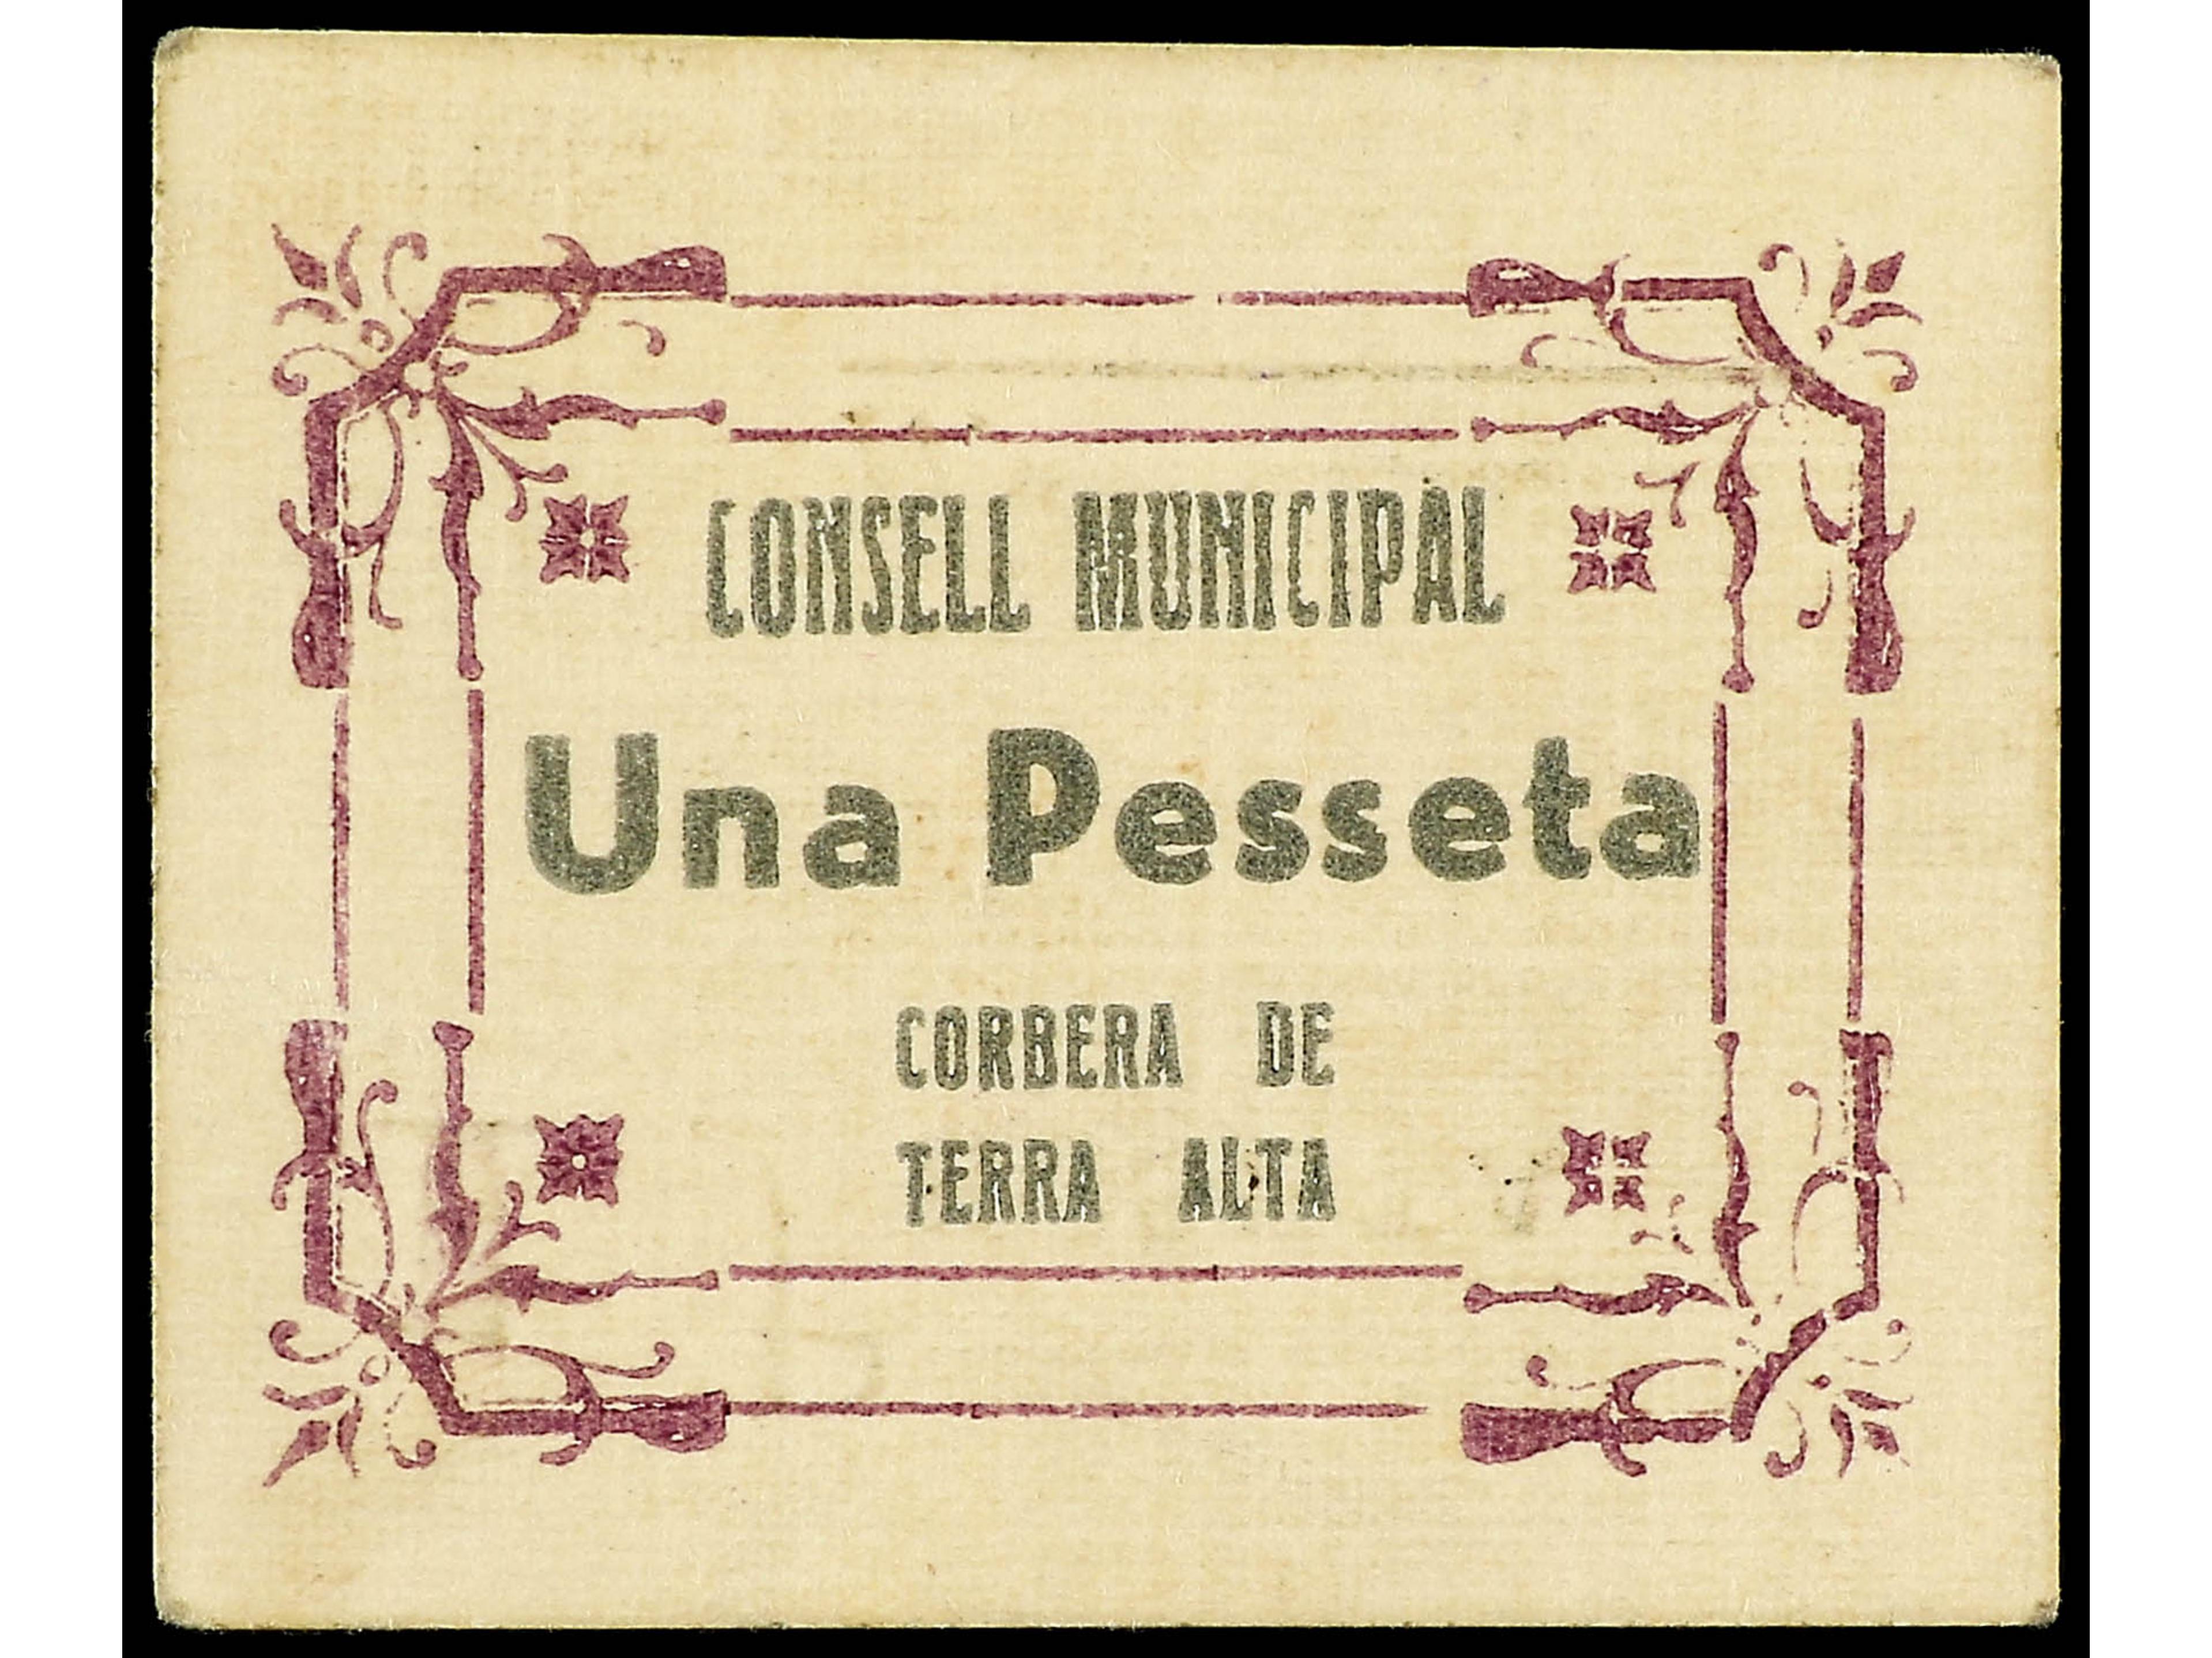 CONSELL MUNICIPAL
Una Pesseta
CORBERA DE
TERRA ALTA